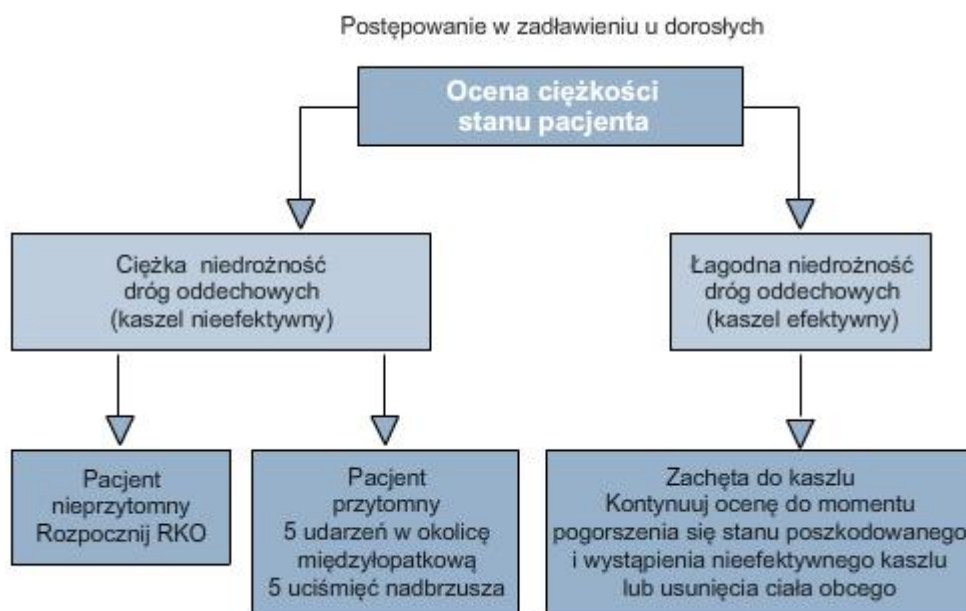 Postępowanie w zadławieniu u dorosłych
Ocena ciężkości
stanu pacjenta
Ciężka niedrożność
dróg oddechowych
(kaszel nieefektywny)
Łagodna niedrożność
dróg oddechowych
(kaszel efektywny)
Pacjent
nieprzytomny
Rozpocznij RKO
Pacjent
przytomny
5 udarzeń w okolicę
międzyłopatkową
5 uciśmięć nadbrzusza
Zachęta do kaszlu
Kontynuuj ocenę do momentu
pogorszenia się stanu poszkodowanego
i wystąpienia nieefektywnego kaszlu
lub usunięcia ciała obcego